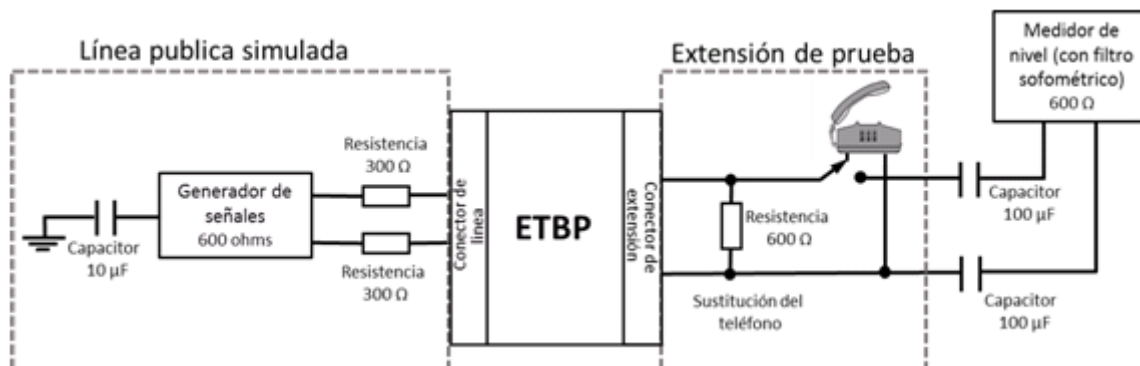 Línea publica simulada
Extensión de prueba
Medidor de
nivel (con filtro
sofométrico)
600 Ω
Resistencia
300 Ω
Generador de
señales
600 ohms
Capacitor
10 µF
Resistencia
300 Ω
Conector de
linea
ETBP
Conector de
extensión
Resistencia
600 Ω
Sustitución del
teléfono
Capacitor
100 µF
Capacitor
100 µF